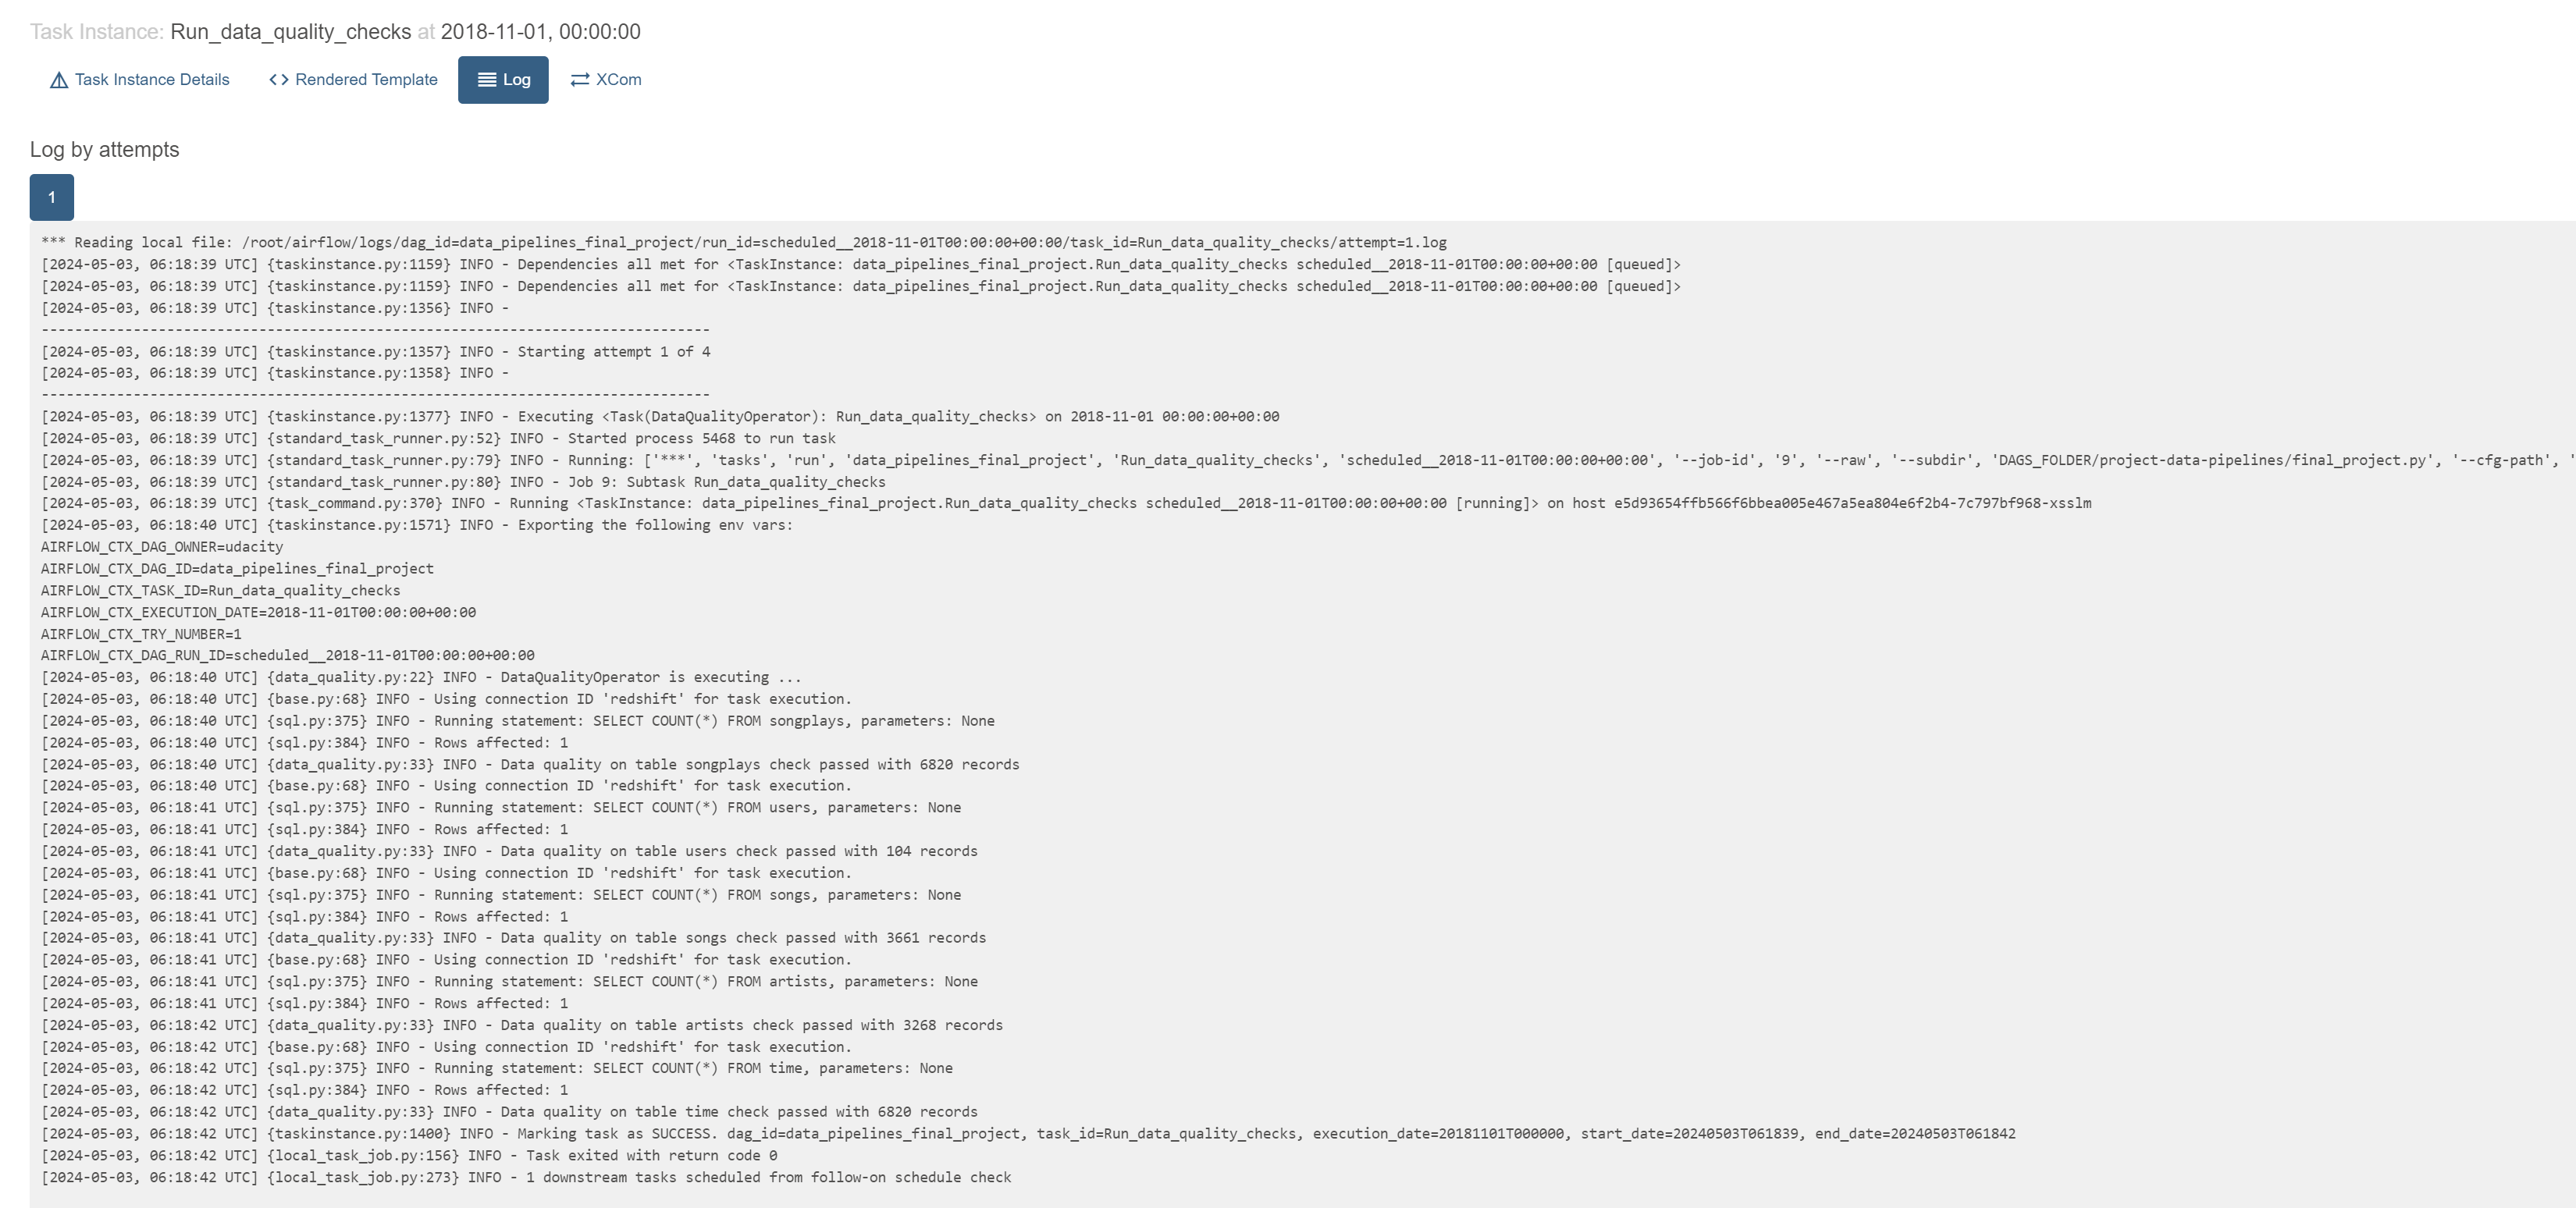 Task Instance: Run_data_quality_checks at 2018-11-01, 00:00:00
Task Instance Details Rendered Template Log XCom
Log by attempts
1
*** Reading local file: /root/airflow/logs/dag_id=data_pipelines_final_project/run_id=scheduled__2018-11-01T00:00:00+00:00/task_id=Run_data_quality_checks/attempt=1.log
[2024-05-03, 06:18:39 UTC] {taskinstance.py:1159} INFO - Dependencies all met for <TaskInstance: data_pipelines_final_project.Run_data_quality_checks scheduled__2018-11-01T00:00:00+00:00 [queued]>
[2024-05-03, 06:18:39 UTC] {taskinstance.py:1159} INFO - Dependencies all met for <TaskInstance: data_pipelines_final_project.Run_data_quality_checks scheduled__2018-11-01T00:00:00+00:00 [queued]>
[2024-05-03, 06:18:39 UTC] {taskinstance.py:1356} INFO -
--------------------------------------------------------------------------------
[2024-05-03, 06:18:39 UTC] {taskinstance.py:1357} INFO - Starting attempt 1 of 4
[2024-05-03, 06:18:39 UTC] {taskinstance.py:1358} INFO -
--------------------------------------------------------------------------------
[2024-05-03, 06:18:39 UTC] {taskinstance.py:1377} INFO - Executing <Task(DataQualityOperator): Run_data_quality_checks> on 2018-11-01 00:00:00+00:00
[2024-05-03, 06:18:39 UTC] {standard_task_runner.py:52} INFO - Started process 5468 to run task
[2024-05-03, 06:18:39 UTC] {standard_task_runner.py:79} INFO - Running: ['***', 'tasks', 'run', 'data_pipelines_final_project', 'Run_data_quality_checks', 'scheduled__2018-11-01T00:00:00+00:00', '--job-id', '9', '--raw', '--subdir', 'DAGS_FOLDER/project-data-pipelines/final_project.py', '--cfg-path', '
[2024-05-03, 06:18:39 UTC] {standard_task_runner.py:80} INFO - Job 9: Subtask Run_data_quality_checks
[2024-05-03, 06:18:39 UTC] {task_command.py:370} INFO - Running <TaskInstance: data_pipelines_final_project.Run_data_quality_checks scheduled__2018-11-01T00:00:00+00:00 [running]> on host e5d93654ffb566f6bbea005e467a5ea804e6f2b4-7c797bf968-xsslm
[2024-05-03, 06:18:40 UTC] {taskinstance.py:1571} INFO - Exporting the following env vars:
AIRFLOW_CTX_DAG_OWNER=udacity
AIRFLOW_CTX_DAG_ID=data_pipelines_final_project
AIRFLOW_CTX_TASK_ID=Run_data_quality_checks
AIRFLOW_CTX_EXECUTION_DATE=2018-11-01T00:00:00+00:00
AIRFLOW_CTX_TRY_NUMBER=1
AIRFLOW_CTX_DAG_RUN_ID=scheduled__2018-11-01T00:00:00+00:00
[2024-05-03, 06:18:40 UTC] {data_quality.py:22} INFO - DataQualityOperator is executing ...
[2024-05-03, 06:18:40 UTC] {base.py:68} INFO - Using connection ID 'redshift' for task execution.
[2024-05-03, 06:18:40 UTC] {sql.py:375} INFO - Running statement: SELECT COUNT(*) FROM songplays, parameters: None
[2024-05-03, 06:18:40 UTC] {sql.py:384} INFO - Rows affected: 1
[2024-05-03, 06:18:40 UTC] {data_quality.py:33} INFO - Data quality on table songplays check passed with 6820 records
[2024-05-03, 06:18:40 UTC] {base.py:68} INFO - Using connection ID 'redshift' for task execution.
[2024-05-03, 06:18:41 UTC] {sql.py:375} INFO - Running statement: SELECT COUNT(*) FROM users, parameters: None
[2024-05-03, 06:18:41 UTC] {sql.py:384} INFO - Rows affected: 1
[2024-05-03, 06:18:41 UTC] {data_quality.py:33} INFO - Data quality on table users check passed with 104 records
[2024-05-03, 06:18:41 UTC] {base.py:68} INFO - Using connection ID 'redshift' for task execution.
[2024-05-03, 06:18:41 UTC] {sql.py:375} INFO - Running statement: SELECT COUNT(*) FROM songs, parameters: None
[2024-05-03, 06:18:41 UTC] {sql.py:384} INFO - Rows affected: 1
[2024-05-03, 06:18:41 UTC] {data_quality.py:33} INFO - Data quality on table songs check passed with 3661 records
[2024-05-03, 06:18:41 UTC] {base.py:68} INFO - Using connection ID 'redshift' for task execution.
[2024-05-03, 06:18:41 UTC] {sql.py:375} INFO - Running statement: SELECT COUNT(*) FROM artists, parameters: None
[2024-05-03, 06:18:41 UTC] {sql.py:384} INFO - Rows affected: 1
[2024-05-03, 06:18:42 UTC] {data_quality.py:33} INFO - Data quality on table artists check passed with 3268 records
[2024-05-03, 06:18:42 UTC] {base.py:68} INFO - Using connection ID 'redshift' for task execution.
[2024-05-03, 06:18:42 UTC] {sql.py:375} INFO - Running statement: SELECT COUNT(*) FROM time, parameters: None
[2024-05-03, 06:18:42 UTC] {sql.py:384} INFO - Rows affected: 1
[2024-05-03, 06:18:42 UTC] {data_quality.py:33} INFO - Data quality on table time check passed with 6820 records
[2024-05-03, 06:18:42 UTC] {taskinstance.py:1400} INFO - Marking task as SUCCESS. dag_id=data_pipelines_final_project, task_id=Run_data_quality_checks, execution_date=20181101T000000, start_date=20240503T061839, end_date=20240503T061842
[2024-05-03, 06:18:42 UTC] {local_task_job.py:156} INFO - Task exited with return code 0
[2024-05-03, 06:18:42 UTC] {local_task_job.py:273} INFO - 1 downstream tasks scheduled from follow-on schedule check